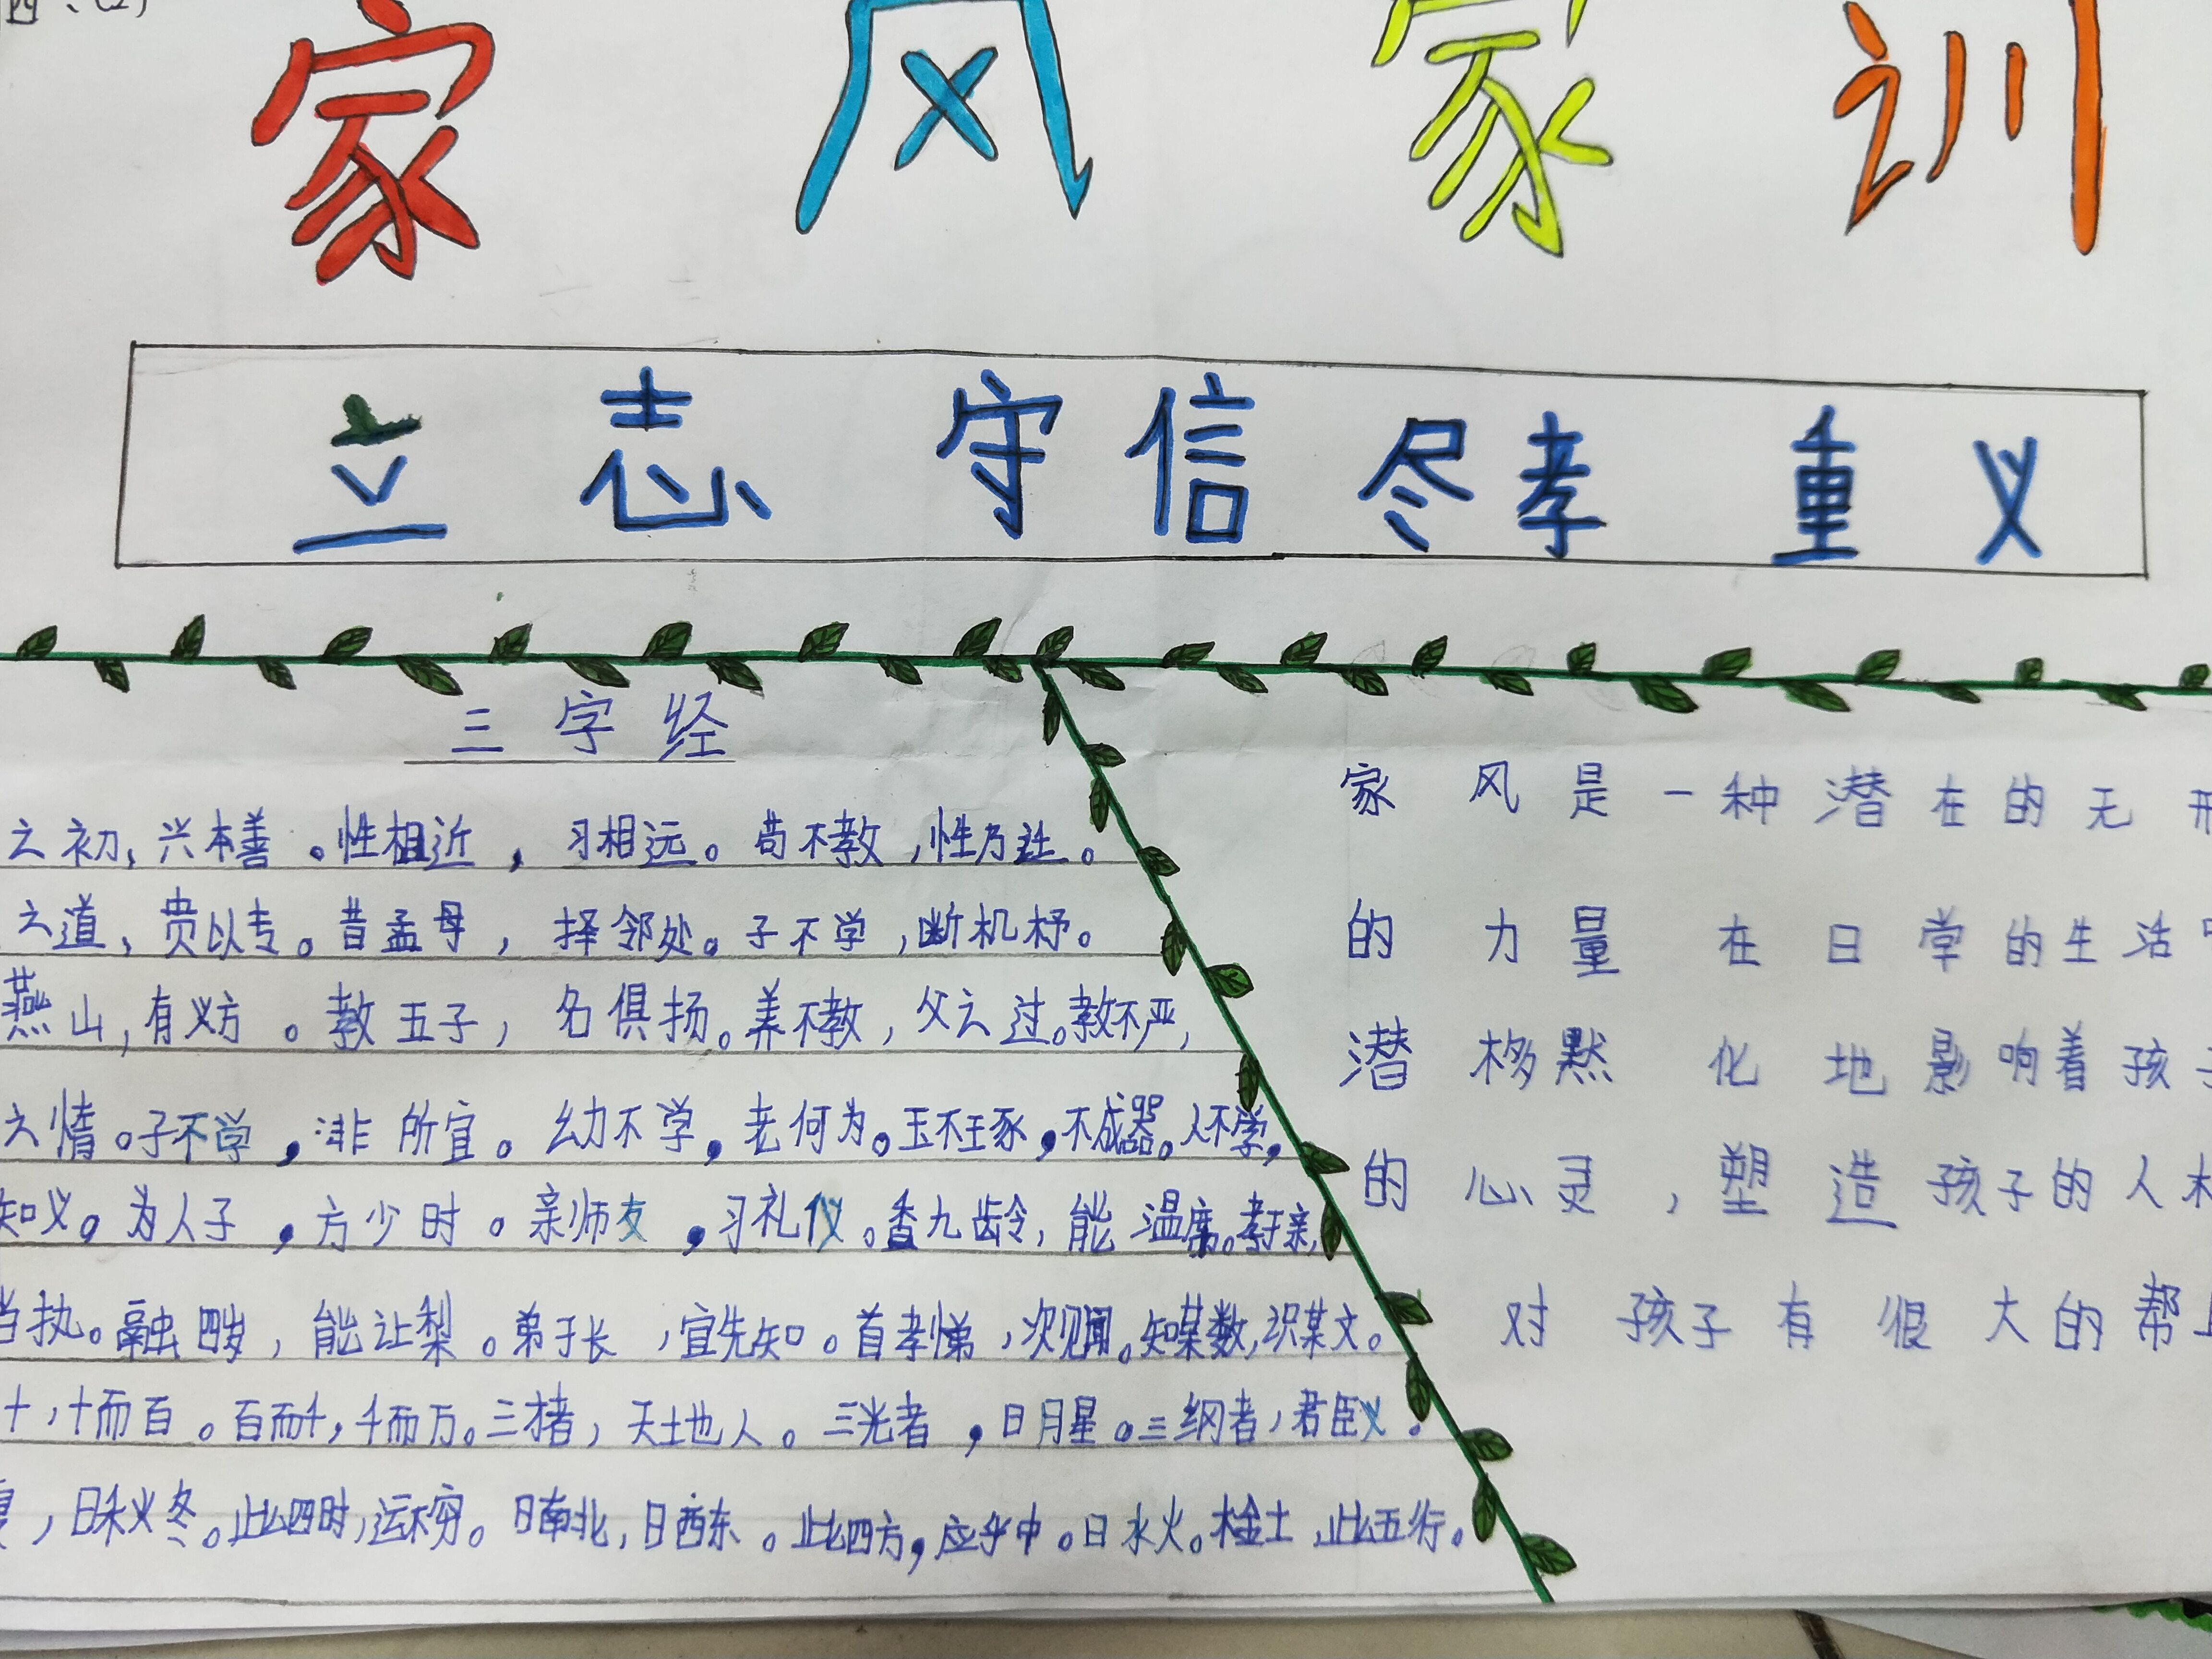 家风家训
立志 守信 尽孝 重义
三字经
之初，兴本善。性相近，习相远。苟不教，性乃迁。
之道，贵以专。昔孟母，择邻处。子不学，断机杼。
燕山，有义方。教五子，名俱扬。养不教，父之过。教不严，
之惰。子不学，非所宜。幼不学，老何为。玉不琢，不成器。人不学，
知义。为人子，方少时。亲师友，习礼仪。香九龄，能温席。孝于亲，
当执。融四岁，能让梨。弟于长，宜先知。首孝悌，次见闻。知某数，识某文。
十，十而百。百而千，千而万。三才者，天地人。三光者，日月星。三纲者，君臣义。
夏，曰秋冬。此四时，运不穷。曰南北，曰西东。此四方，应乎中。曰水火。木金土，此五行。
家风是一种潜在的无形
的力量 在日常的生活
潜移默化地影响着孩子
的心灵，塑造孩子的人
对孩子有很大的帮